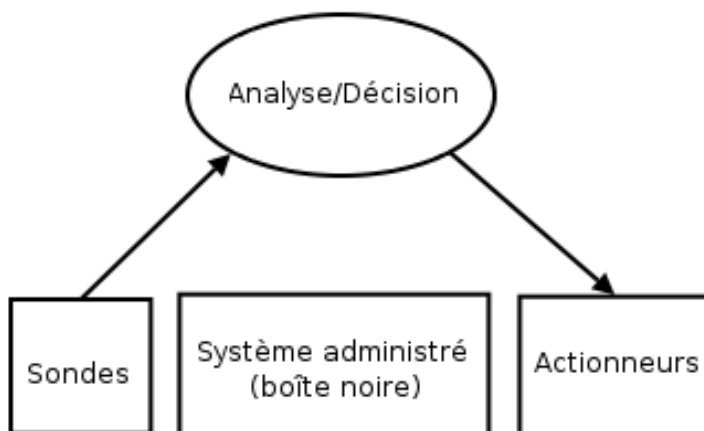 Analyse/Décision
Sondes
Système administré
(boîte noire)
Actionneurs